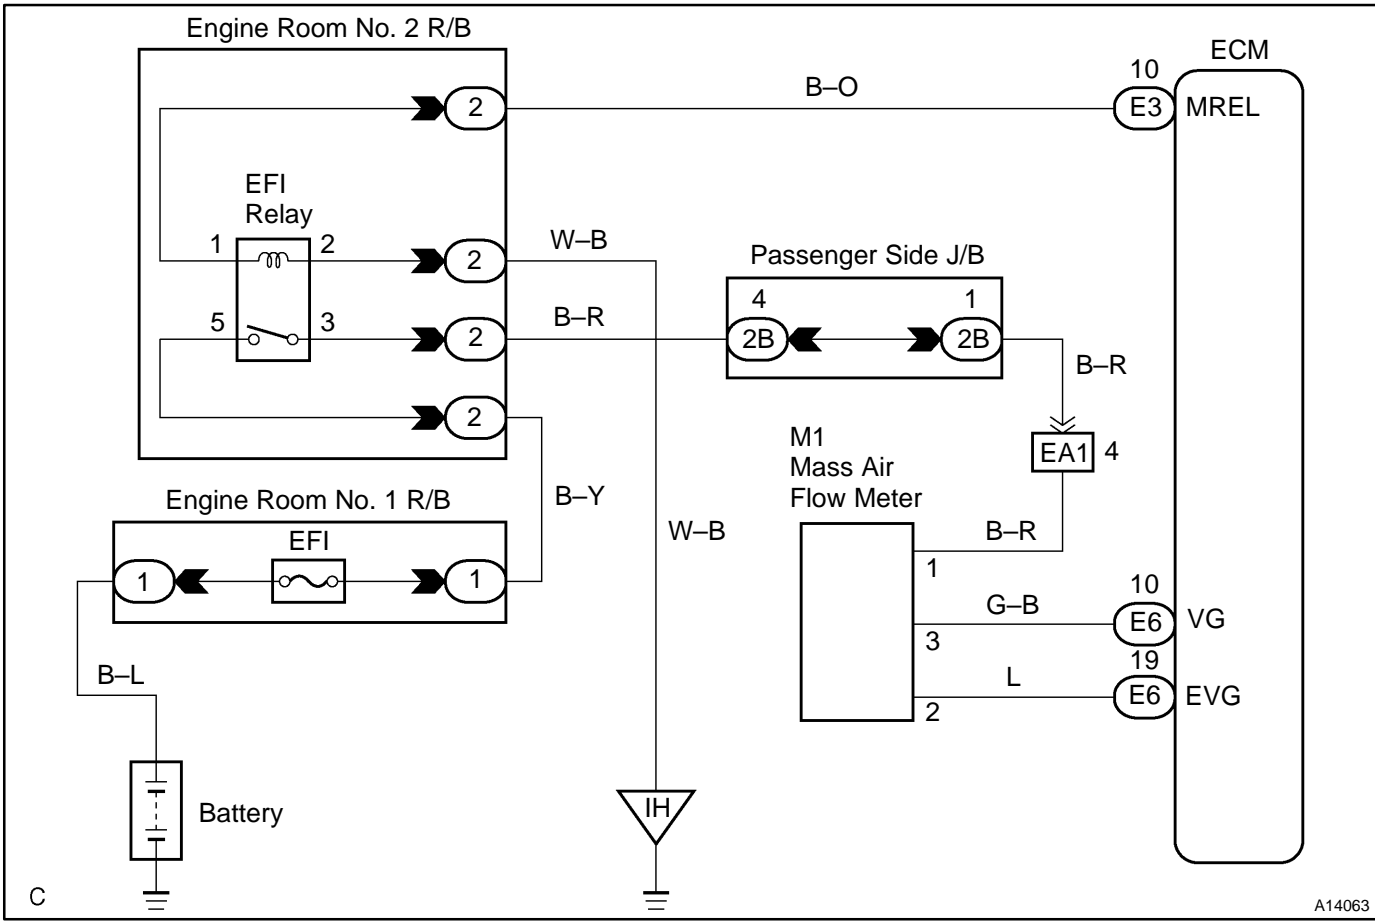 Engine Room No. 2 R/B
ECM
10
2
B–O
E3
MREL
EFI
Relay
1
2
2
W–B
Passenger Side J/B
5
3
2
B–R
4
2B
1
2B
B–R
2
EA1
4
M1
Mass Air
Flow Meter
Engine Room No. 1 R/B
B–Y
W–B
EFI
1
1
B–R
1
10
G–B
3
E6
VG
19
L
2
E6
EVG
B–L
Battery
IH
C
A14063